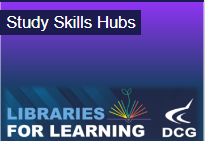 Study Skills Hubs
LIBRARIES
FOR LEARNING
DCG